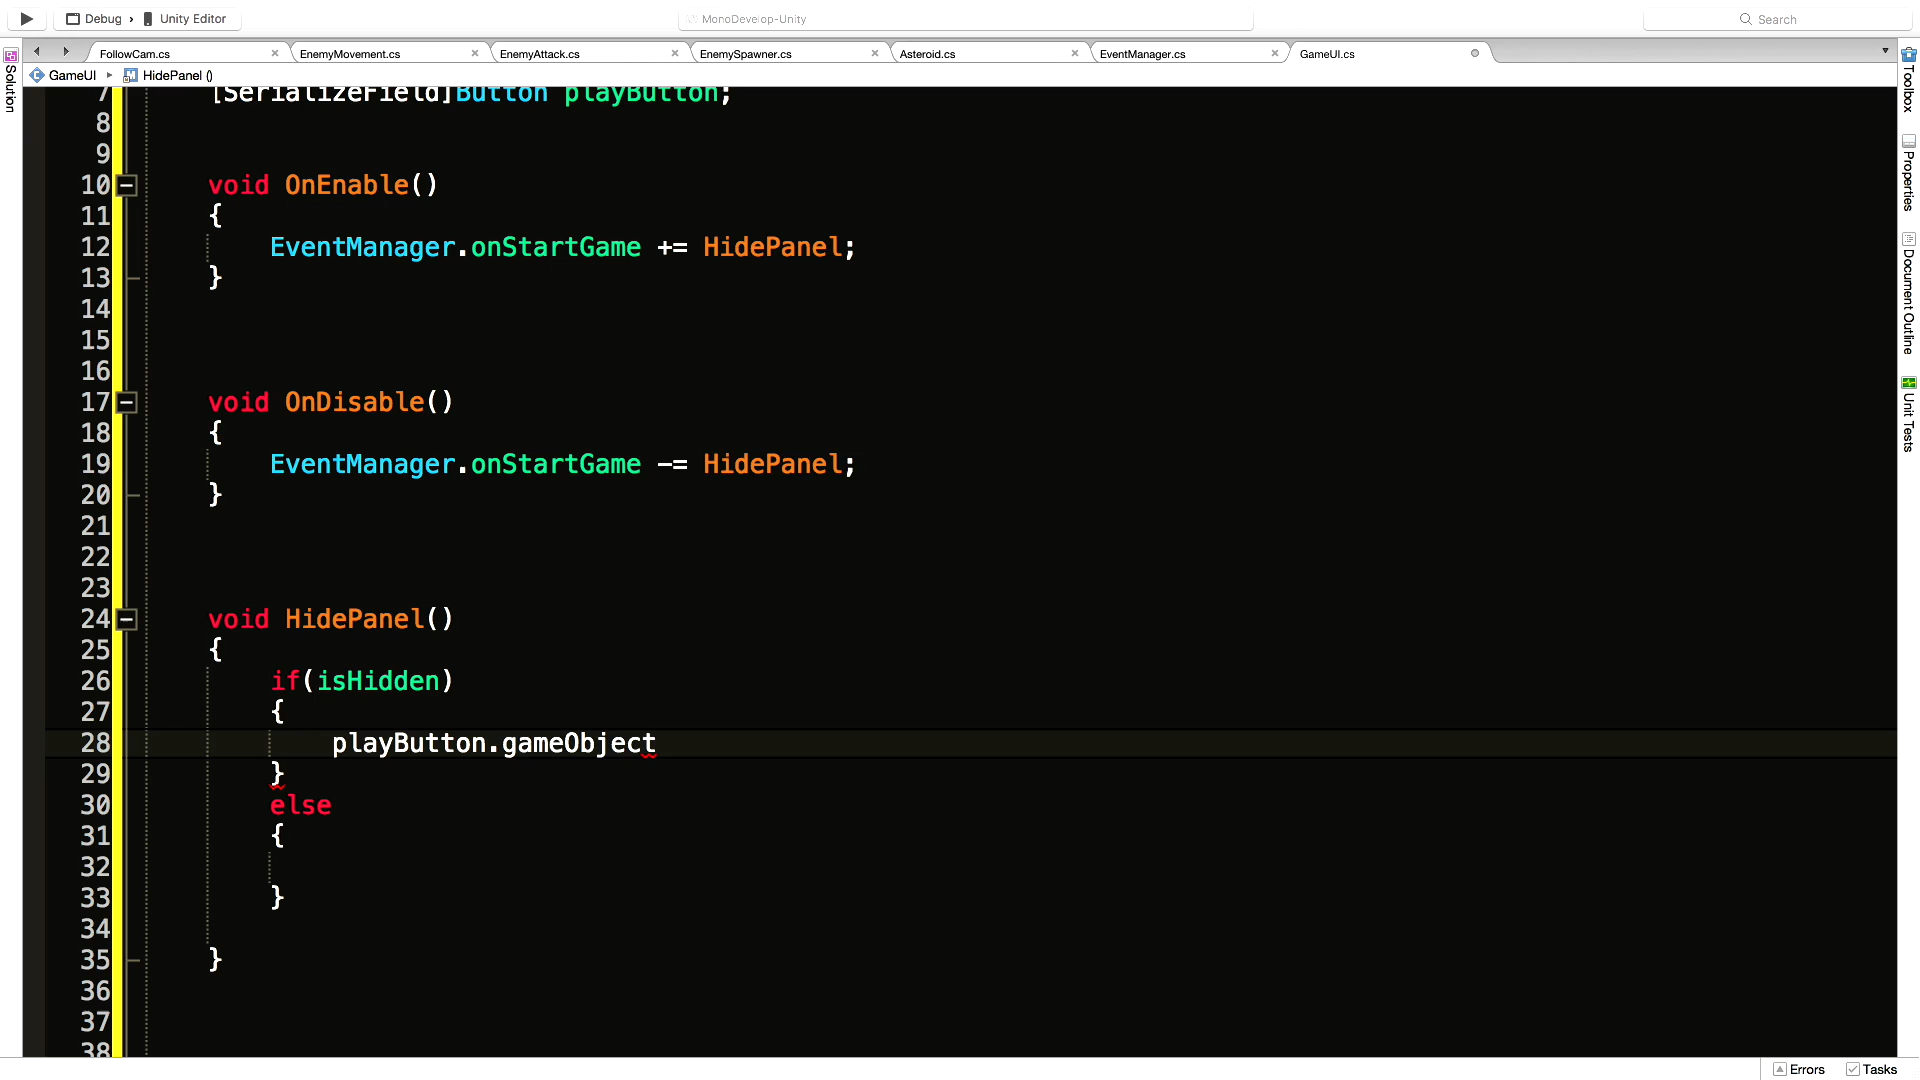 Debug › Unity Editor
MonoDevelop-Unity
Search
FollowCam.cs
EnemyMovement.cs
EnemyAttack.cs
EnemySpawner.cs
Asteroid.cs
EventManager.cs
GameUI.cs
GameUI ▸ HidePanel ()
Solution
Toolbox
Properties
Document Outline
Unit Tests
7 [SerializeField]Button playButton;
8
9
10 void OnEnable()
11 {
12 EventManager.onStartGame += HidePanel;
13 }
14
15
16
17 void OnDisable()
18 {
19 EventManager.onStartGame -= HidePanel;
20 }
21
22
23
24 void HidePanel()
25 {
26 if(isHidden)
27 {
28 playButton.gameObject
29 }
30 else
31 {
32
33 }
34
35 }
36
37
38
Errors
Tasks